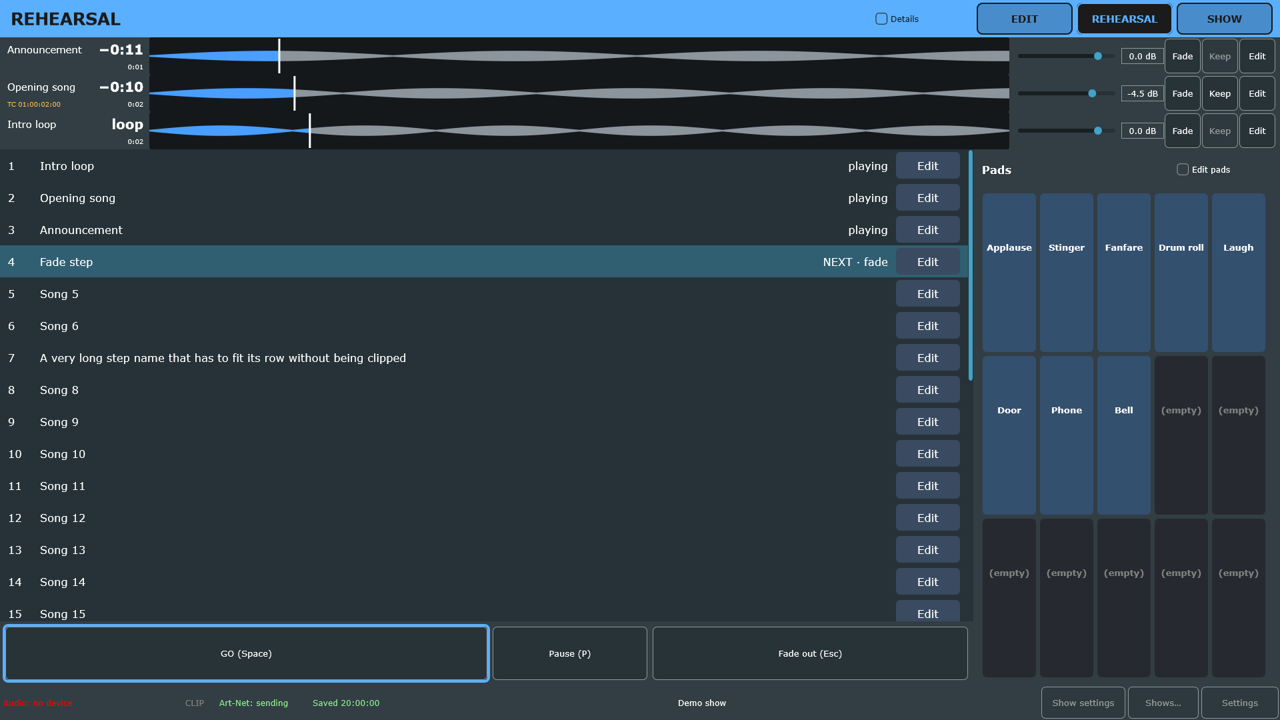 REHEARSAL
Details
EDIT
REHEARSAL
SHOW
Announcement −0:11
0:01
0.0 dB Fade Keep Edit
Opening song −0:10
TC 01:00:02:00 0:02
-4.5 dB Fade Keep Edit
Intro loop loop
0:02
0.0 dB Fade Keep Edit
1 Intro loop playing Edit
2 Opening song playing Edit
3 Announcement playing Edit
4 Fade step NEXT · fade Edit
5 Song 5 Edit
6 Song 6 Edit
7 A very long step name that has to fit its row without being clipped Edit
8 Song 8 Edit
9 Song 9 Edit
10 Song 10 Edit
11 Song 11 Edit
12 Song 12 Edit
13 Song 13 Edit
14 Song 14 Edit
15 Song 15 Edit
Pads
Edit pads
Applause Stinger Fanfare Drum roll Laugh
Door Phone Bell (empty) (empty)
(empty) (empty) (empty) (empty) (empty)
GO (Space)
Pause (P)
Fade out (Esc)
Audio: no device
CLIP
Art-Net: sending
Saved 20:00:00
Demo show
Show settings
Shows...
Settings